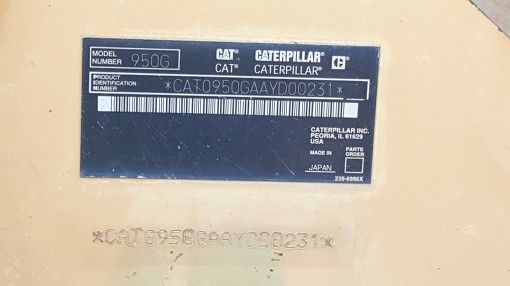 MODEL NUMBER 950G
CAT CATERPILLAR C
CAT® CATERPILLAR®
PRODUCT IDENTIFICATION NUMBER *CAT0950GAAYD00231*
CATERPILLAR INC.
PEORIA, IL 61629
USA
MADE IN
JAPAN
PARTS ORDER
239-6986X
*CAT0950GAAYD00231*